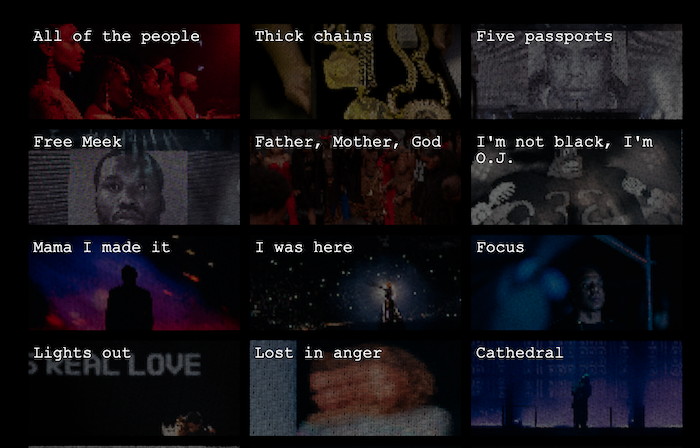 All of the people
Thick chains
Five passports
Free Meek
Father, Mother, God
I'm not black, I'm
O.J.
Mama I made it
I was here
Focus
Lights out
S REAL LOVE
Lost in anger
Cathedral